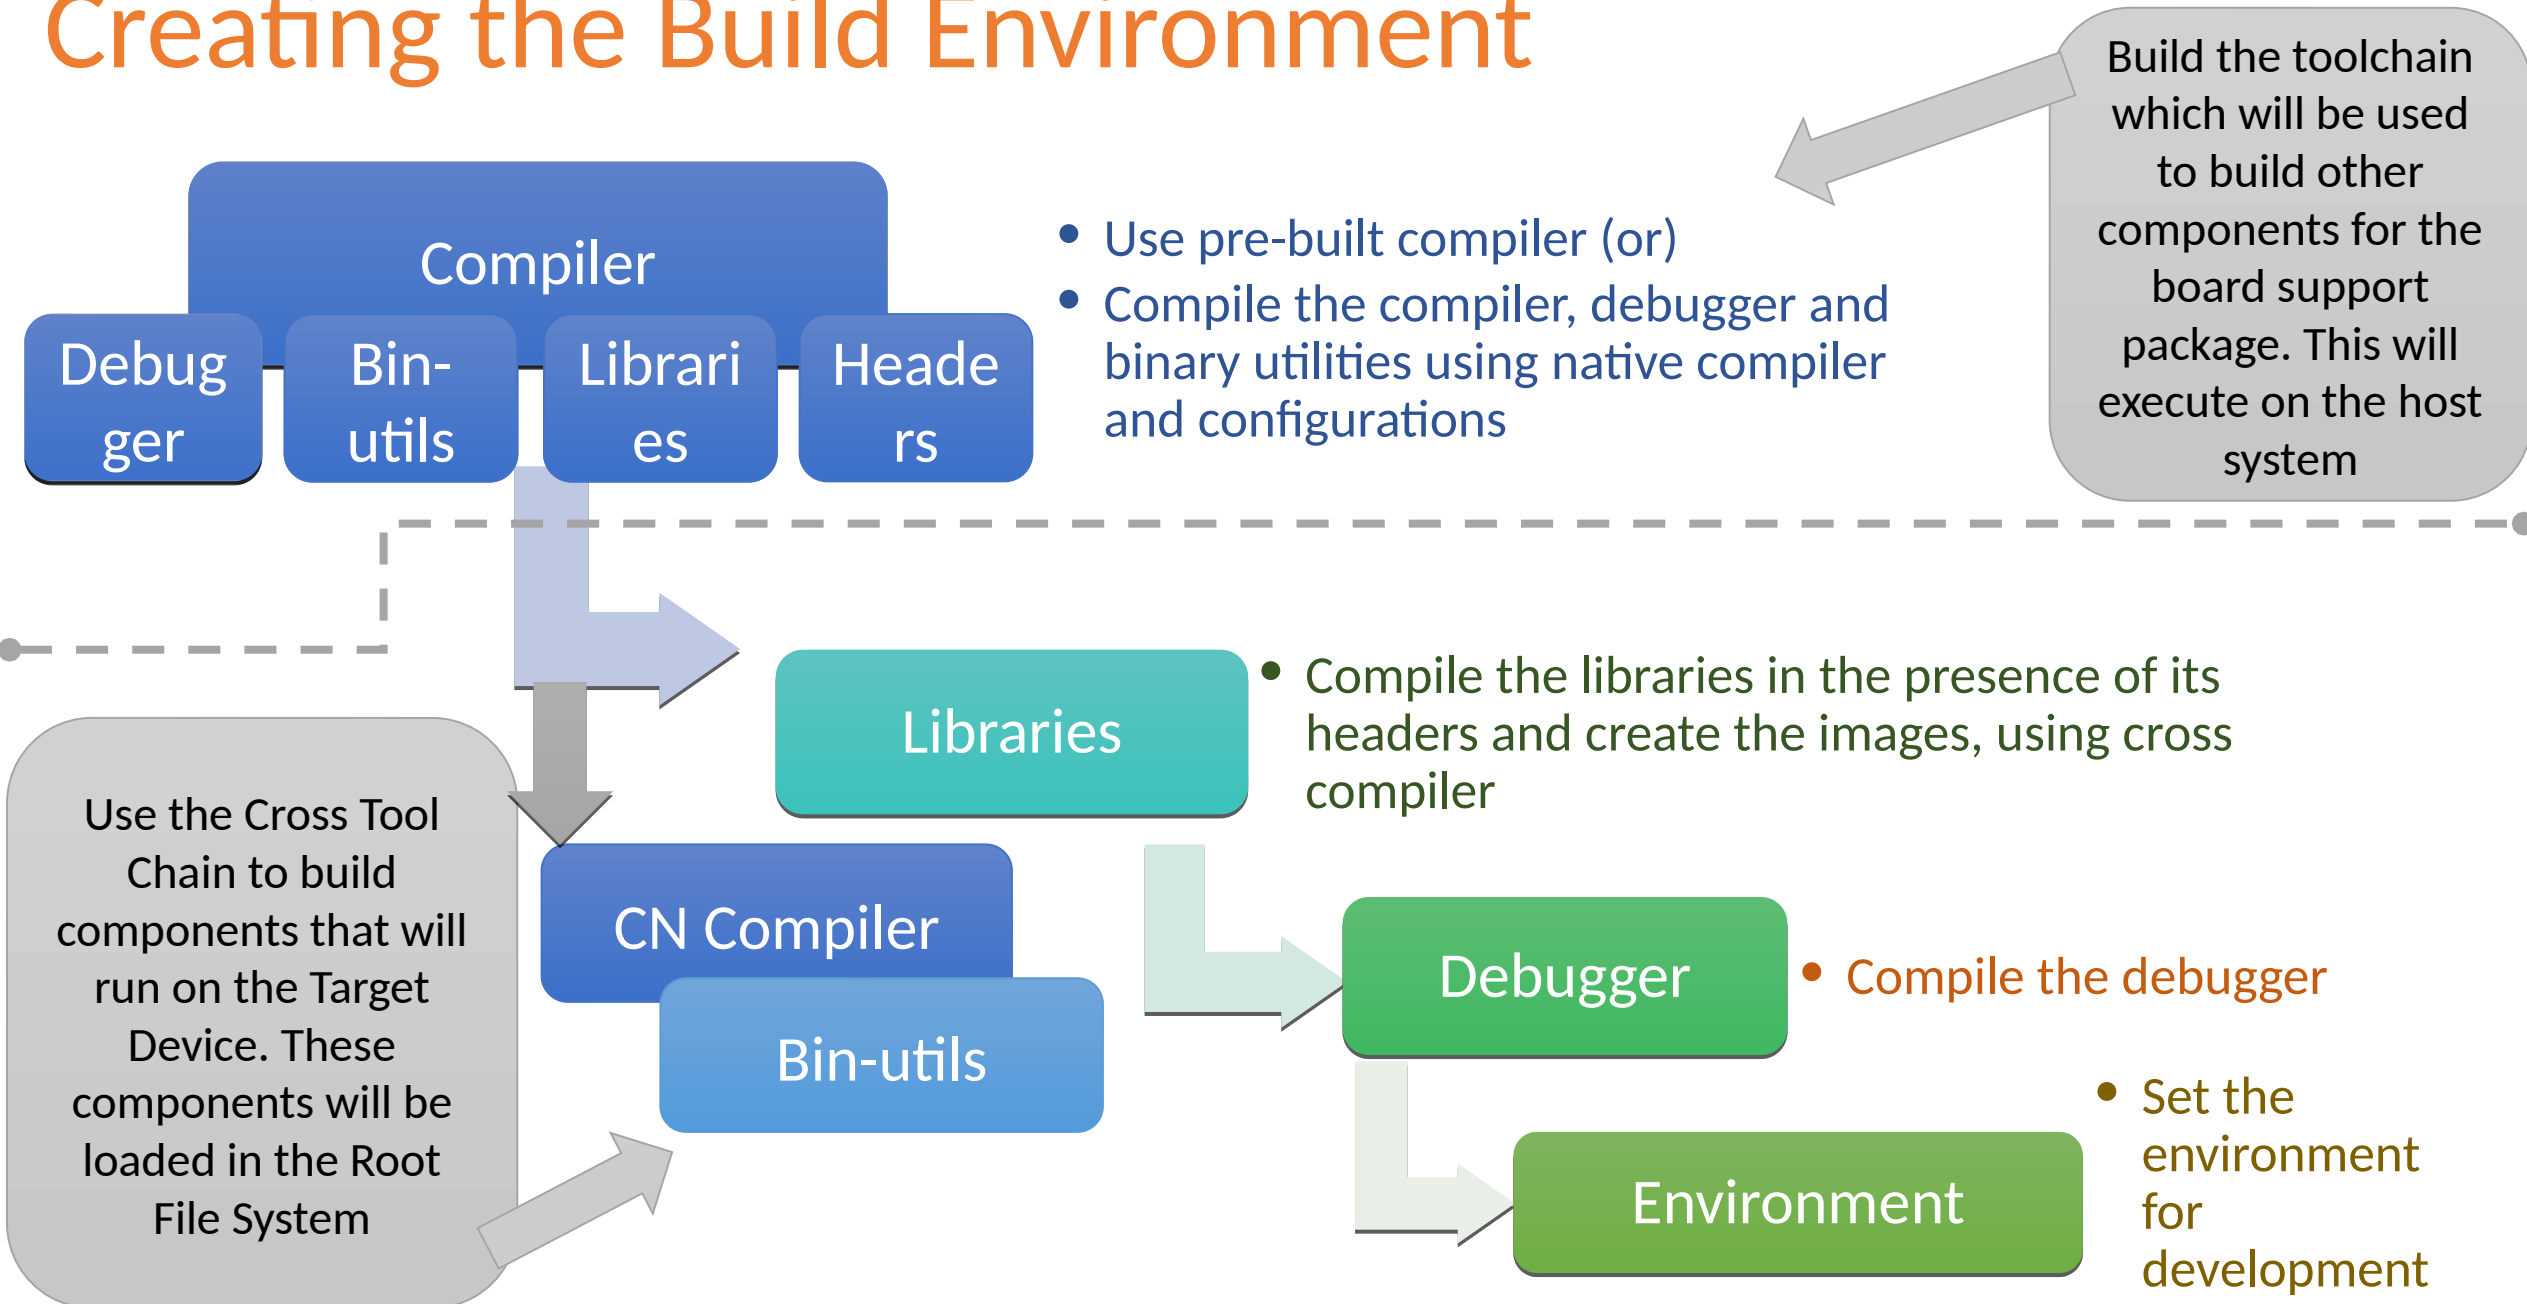 Creating the Build Environment
Build the toolchain
which will be used
to build other
components for the
board support
package. This will
execute on the host
system
Compiler
Debug
ger
Bin-
utils
Librari
es
Heade
rs
• Use pre-built compiler (or)
• Compile the compiler, debugger and
binary utilities using native compiler
and configurations
Libraries
• Compile the libraries in the presence of its
headers and create the images, using cross
compiler
Use the Cross Tool
Chain to build
components that will
run on the Target
Device. These
components will be
loaded in the Root
File System
CN Compiler
Bin-utils
Debugger
• Compile the debugger
Environment
• Set the
environment
for
development